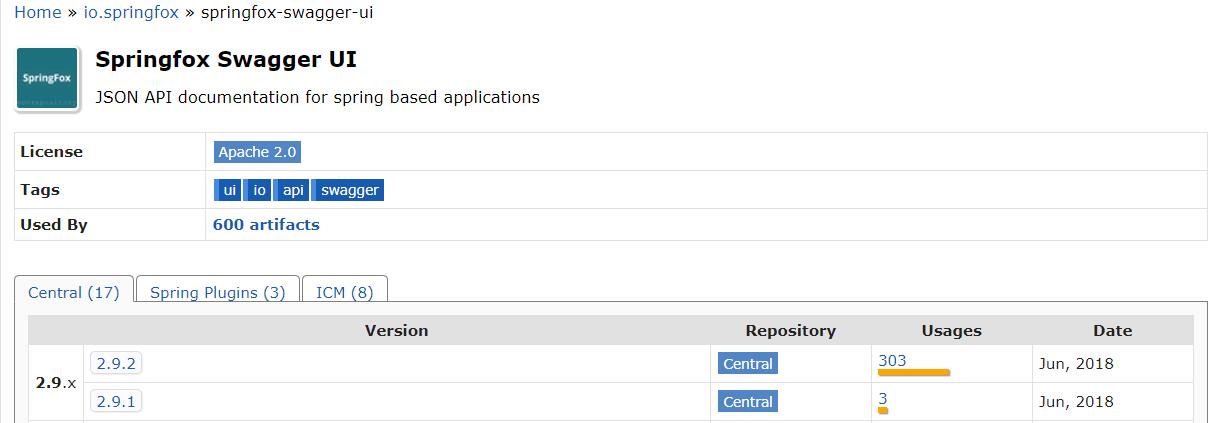 Home » io.springfox » springfox-swagger-ui
Springfox Swagger UI
SpringFox
JSON API documentation for spring based applications
License Apache 2.0
Tags ui io api swagger
Used By 600 artifacts
Central (17) Spring Plugins (3) ICM (8)
Version Repository Usages Date
2.9.x
2.9.2 Central 303 Jun, 2018
2.9.1 Central 3 Jun, 2018